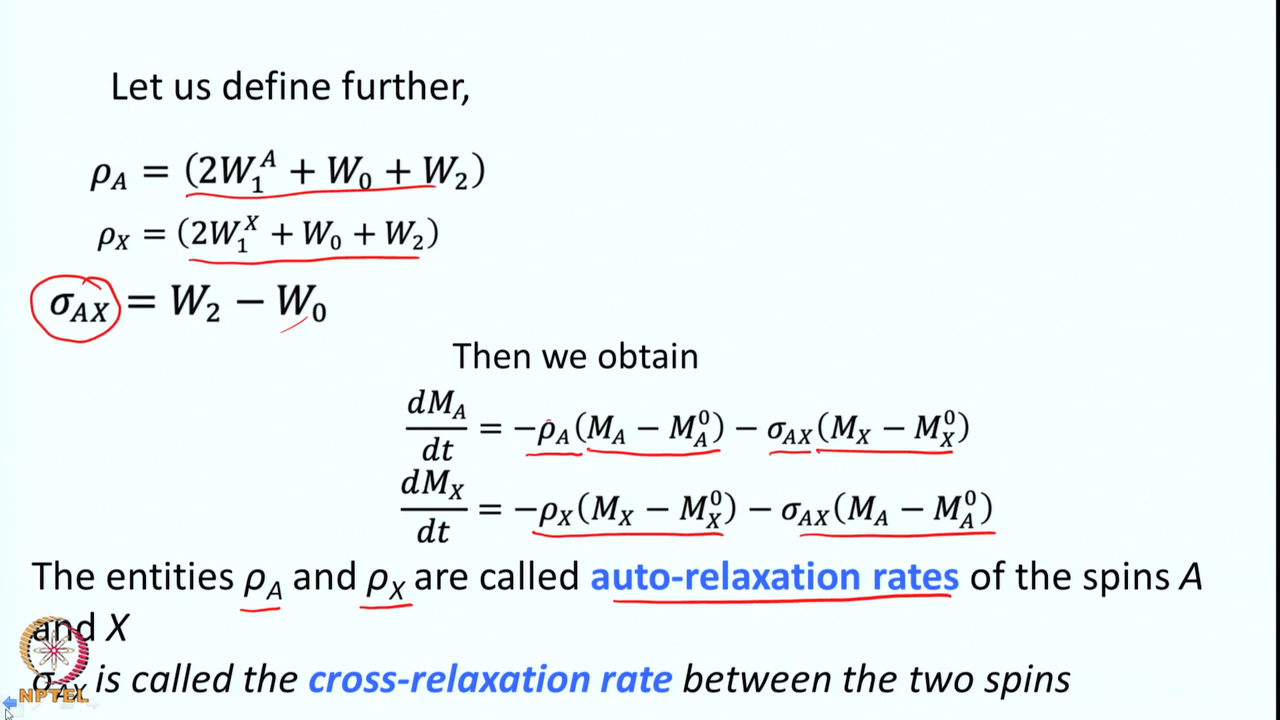 Let us define further,
ρ_A = (2W_1^A + W_0 + W_2)
ρ_X = (2W_1^X + W_0 + W_2)
σ_AX = W_2 − W_0
Then we obtain
dM_A/dt = −ρ_A(M_A − M_A^0) − σ_AX(M_X − M_X^0)
dM_X/dt = −ρ_X(M_X − M_X^0) − σ_AX(M_A − M_A^0)
The entities ρ_A and ρ_X are called auto-relaxation rates of the spins A
and X
σ_AX is called the cross-relaxation rate between the two spins
NPTEL